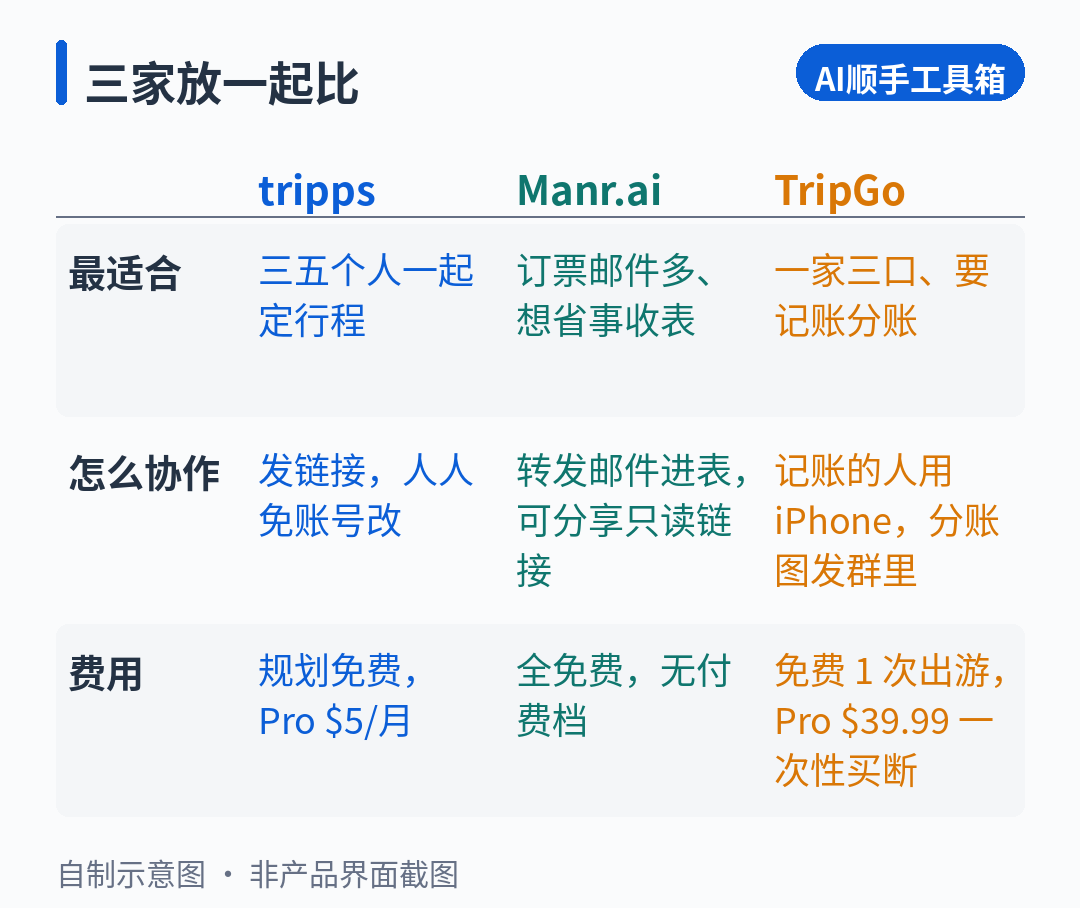 三家放一起比
AI顺手工具箱
tripps
Manr.ai
TripGo
最适合
三五个人一起
定行程
订票邮件多、
想省事收表
一家三口、要
记账分账
怎么协作
发链接，人人
免账号改
转发邮件进表，
可分享只读链
接
记账的人用
iPhone，分账
图发群里
费用
规划免费，
Pro $5/月
全免费，无付
费档
免费 1 次出游，
Pro $39.99 一
次性买断
自制示意图 · 非产品界面截图